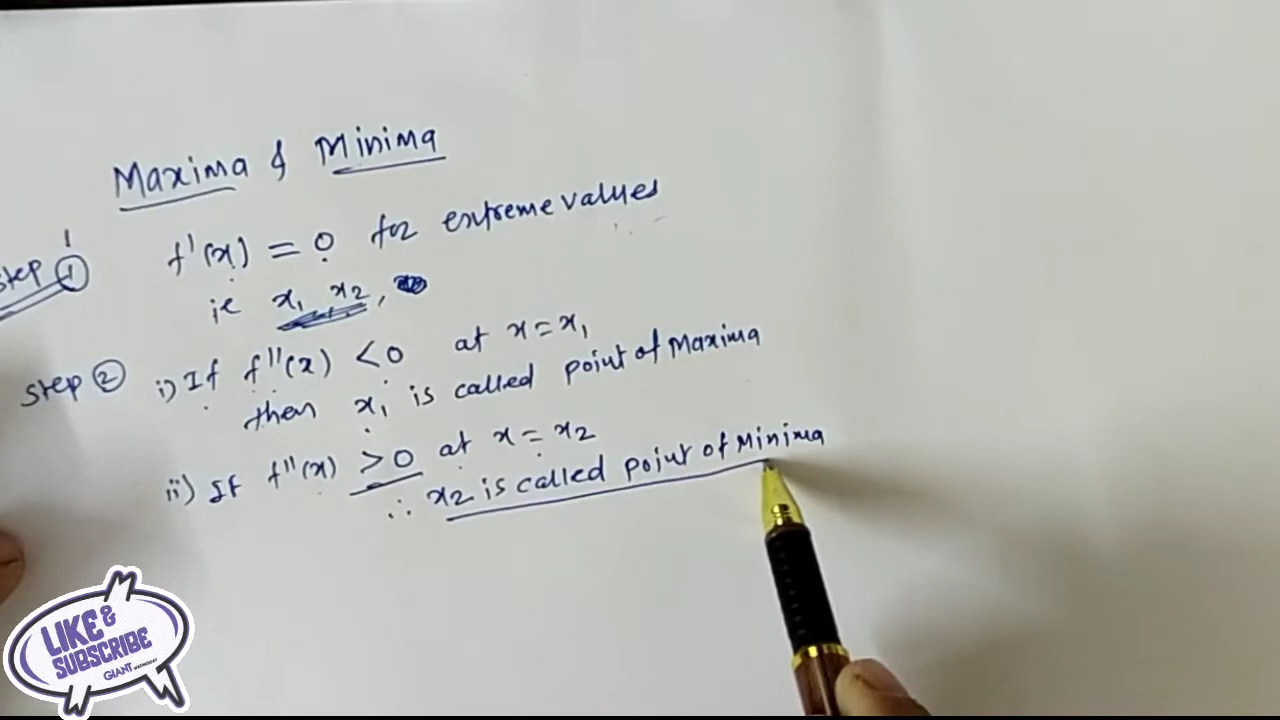 Maxima & Minima
Step ① f'(x) = 0 for extreme values
ie x₁, x₂,
Step ② i) If f''(x) <0 at x = x₁
then x₁ is called point of Maxima
ii) If f''(x) >0 at x = x₂
∴ x₂ is called point of Minima
LIKE &
SUBSCRIBE
GIANT